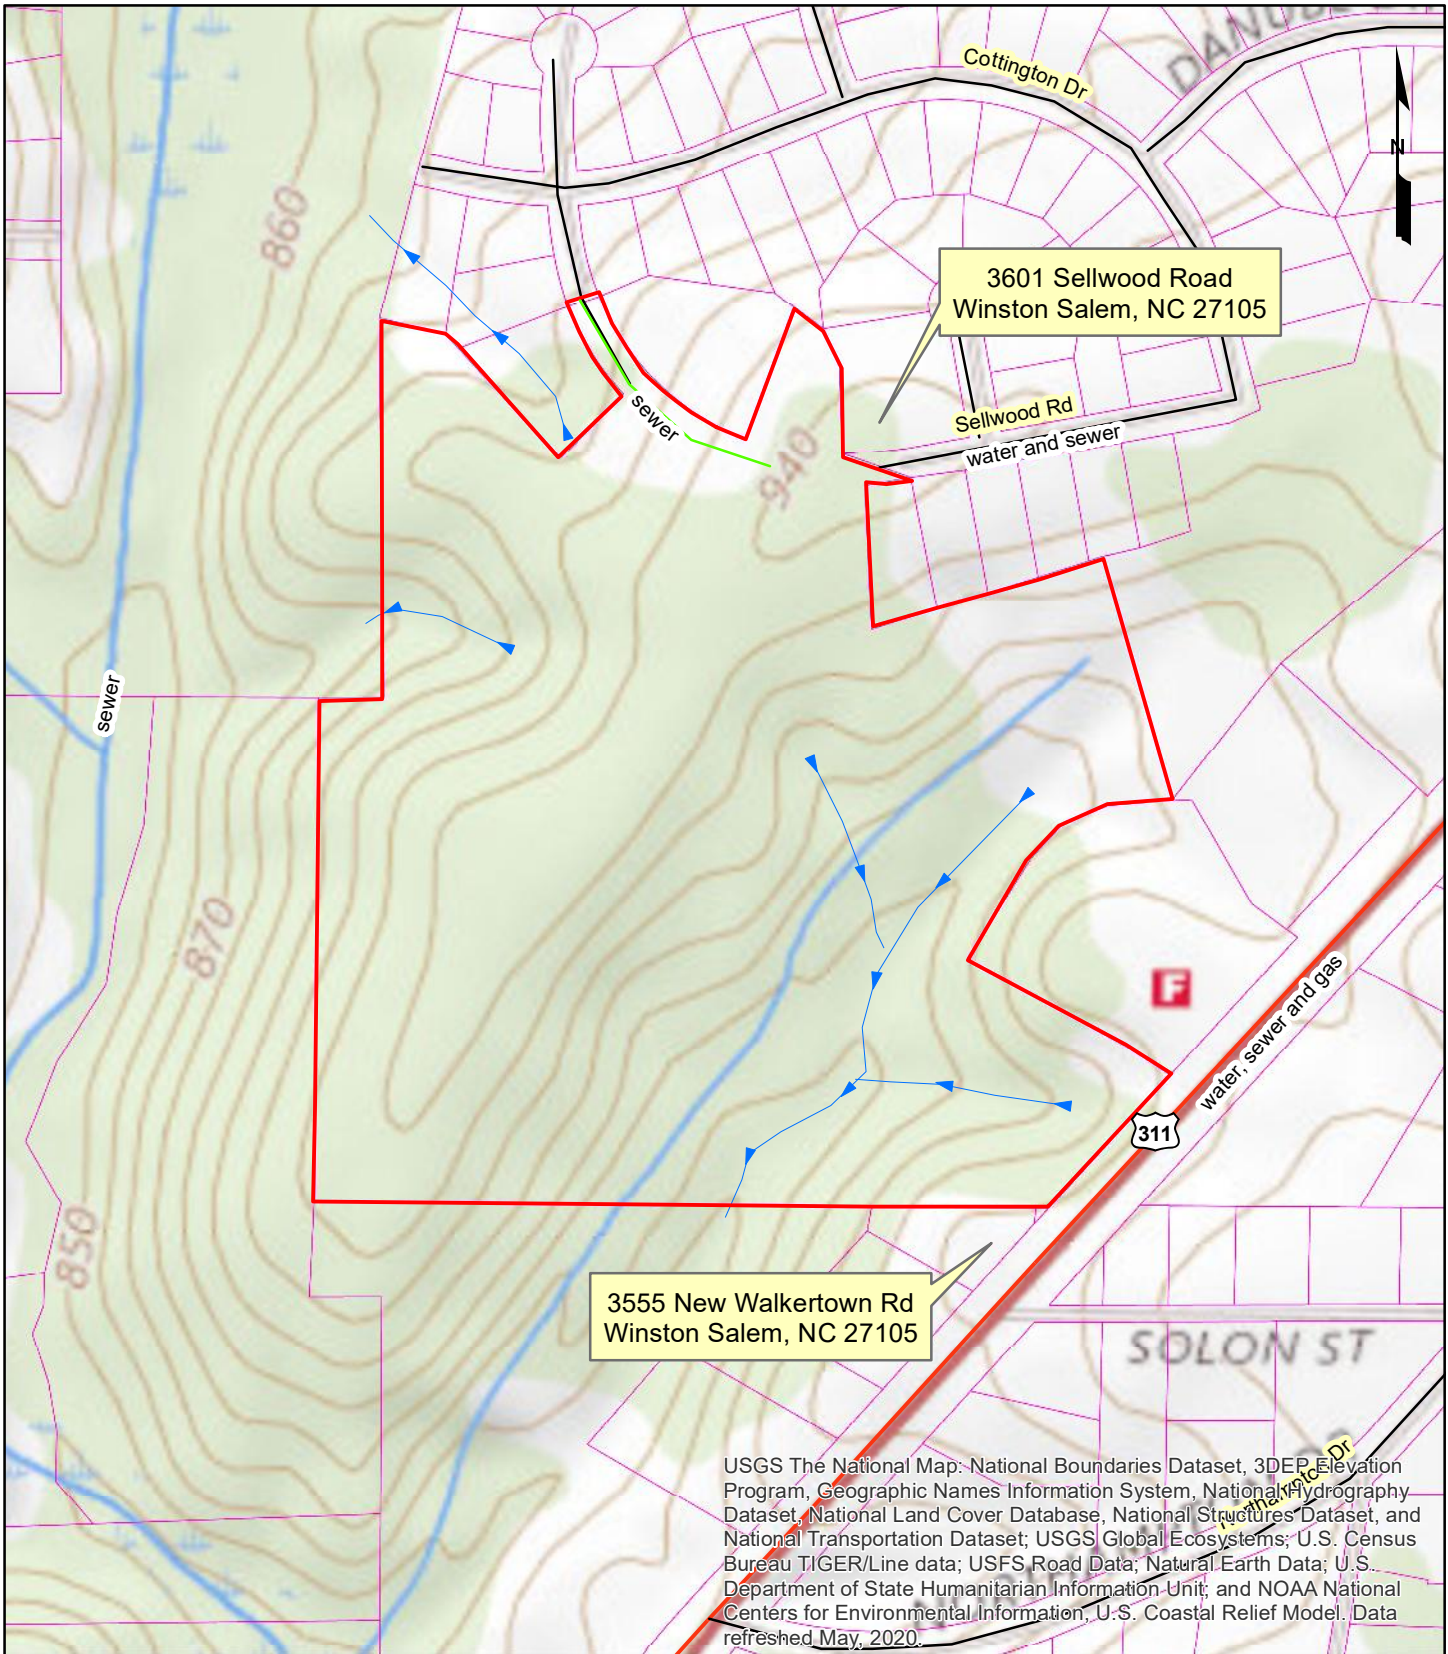 DANUBE
Cottington Dr
N
860
3601 Sellwood Road
Winston Salem, NC 27105
sewer
Sellwood Rd
water and sewer
940
sewer
870
F
water, sewer and gas
311
850
3555 New Walkertown Rd
Winston Salem, NC 27105
SOLON ST
Northampton Dr
USGS The National Map: National Boundaries Dataset, 3DEP Elevation
Program, Geographic Names Information System, National Hydrography
Dataset, National Land Cover Database, National Structures Dataset, and
National Transportation Dataset; USGS Global Ecosystems; U.S. Census
Bureau TIGER/Line data; USFS Road Data; Natural Earth Data; U.S.
Department of State Humanitarian Information Unit; and NOAA National
Centers for Environmental Information, U.S. Coastal Relief Model. Data
refreshed May, 2020.